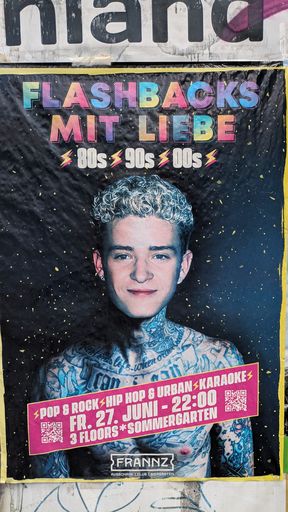 nland
FLASHBACKS
MIT LIEBE
80s 90s 00s
POP & ROCK HIP HOP & URBAN KARAOKE
FR. 27. JUNI - 22:00
3 FLOORS * SOMMERGARTEN
FRANNZ